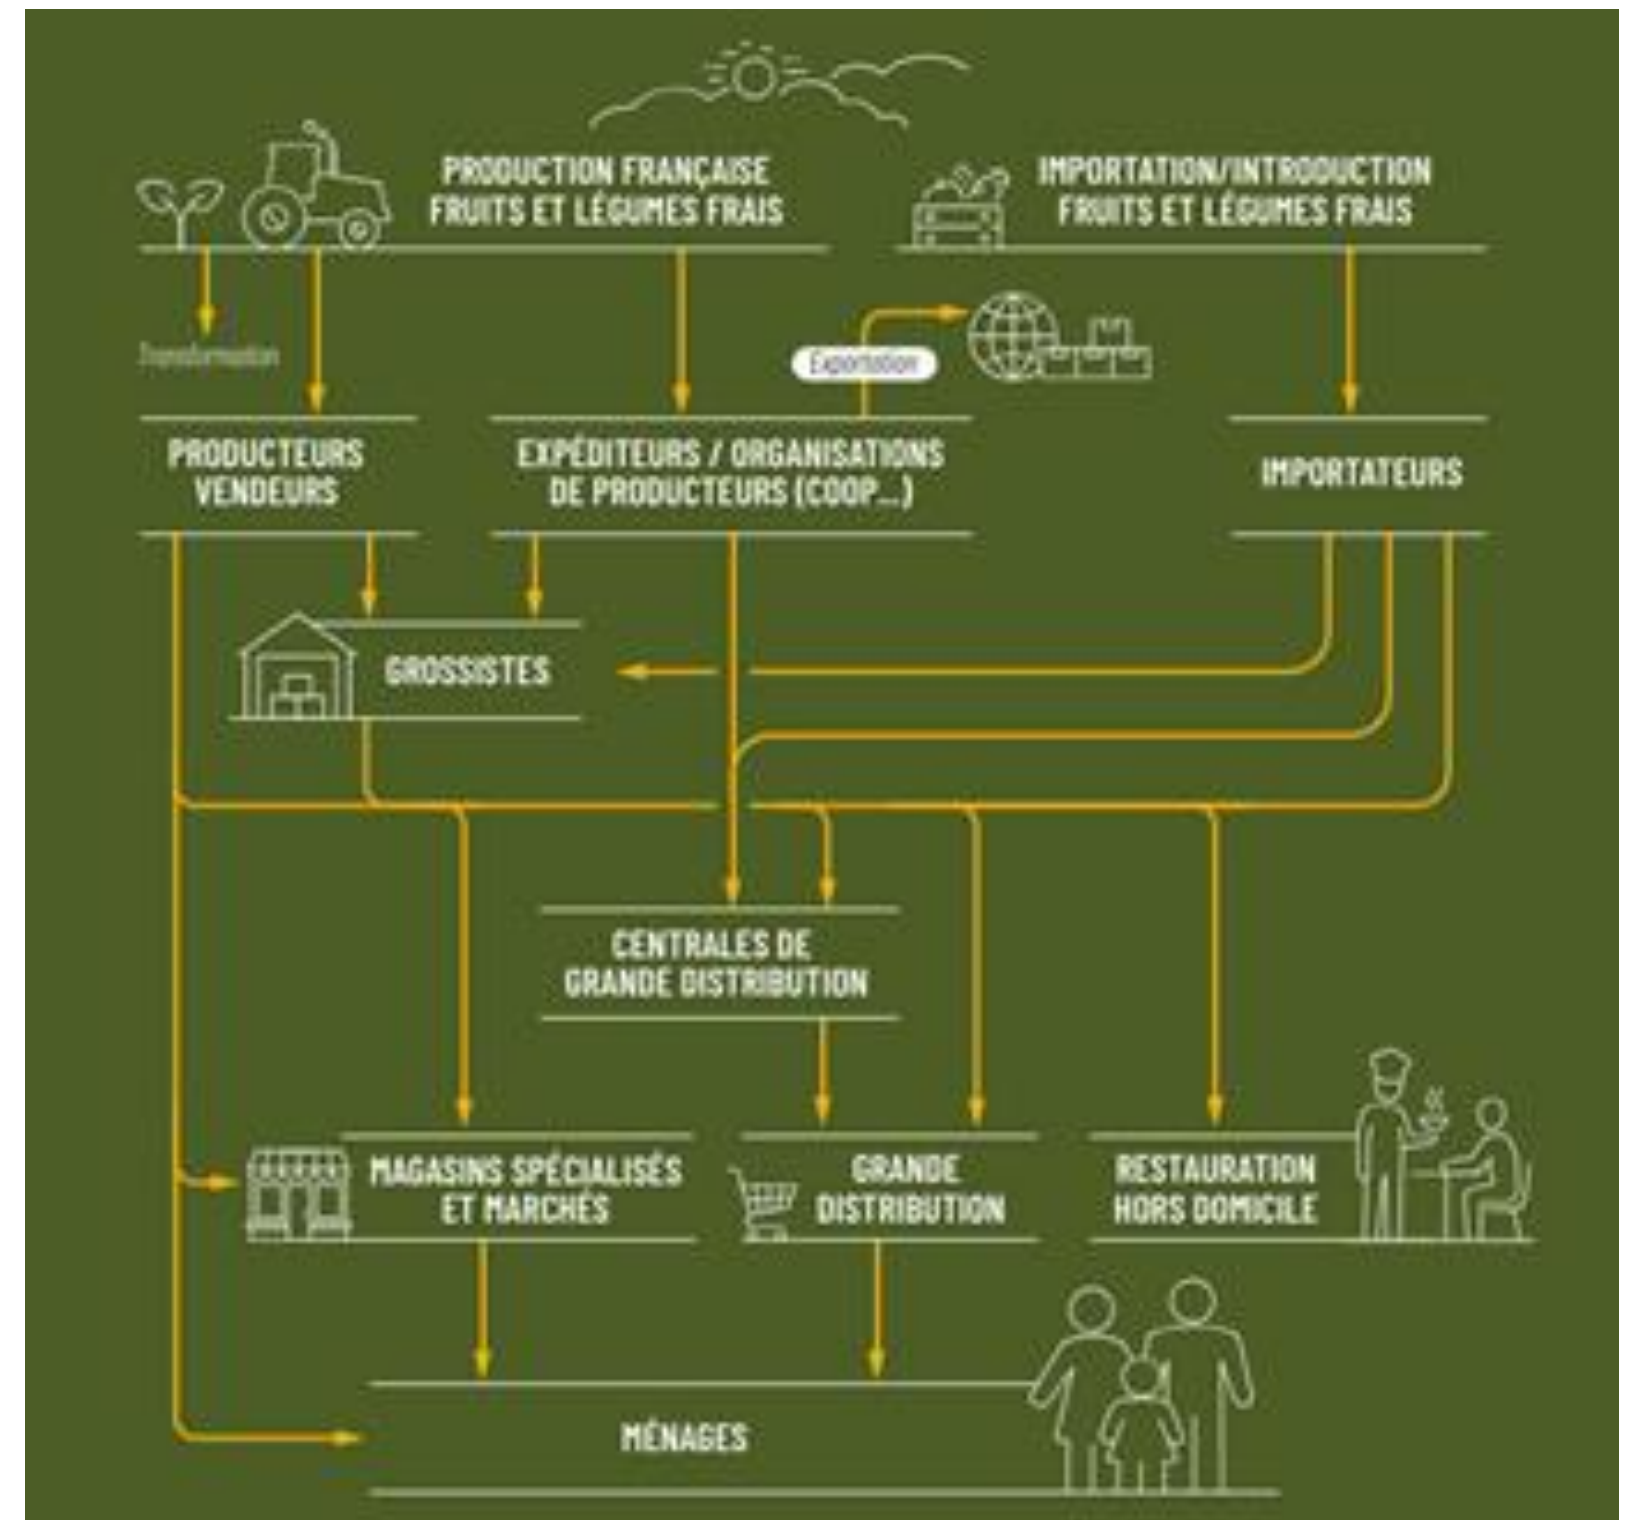 PRODUCTION FRANÇAISE
FRUITS ET LÉGUMES FRAIS
IMPORTATION/INTRODUCTION
FRUITS ET LÉGUMES FRAIS
Transformation
Exportation
PRODUCTEURS
VENDEURS
EXPÉDITEURS / ORGANISATIONS
DE PRODUCTEURS (COOP...)
IMPORTATEURS
GROSSISTES
CENTRALES DE
GRANDE DISTRIBUTION
MAGASINS SPÉCIALISÉS
ET MARCHÉS
GRANDE
DISTRIBUTION
RESTAURATION
HORS DOMICILE
MÉNAGES